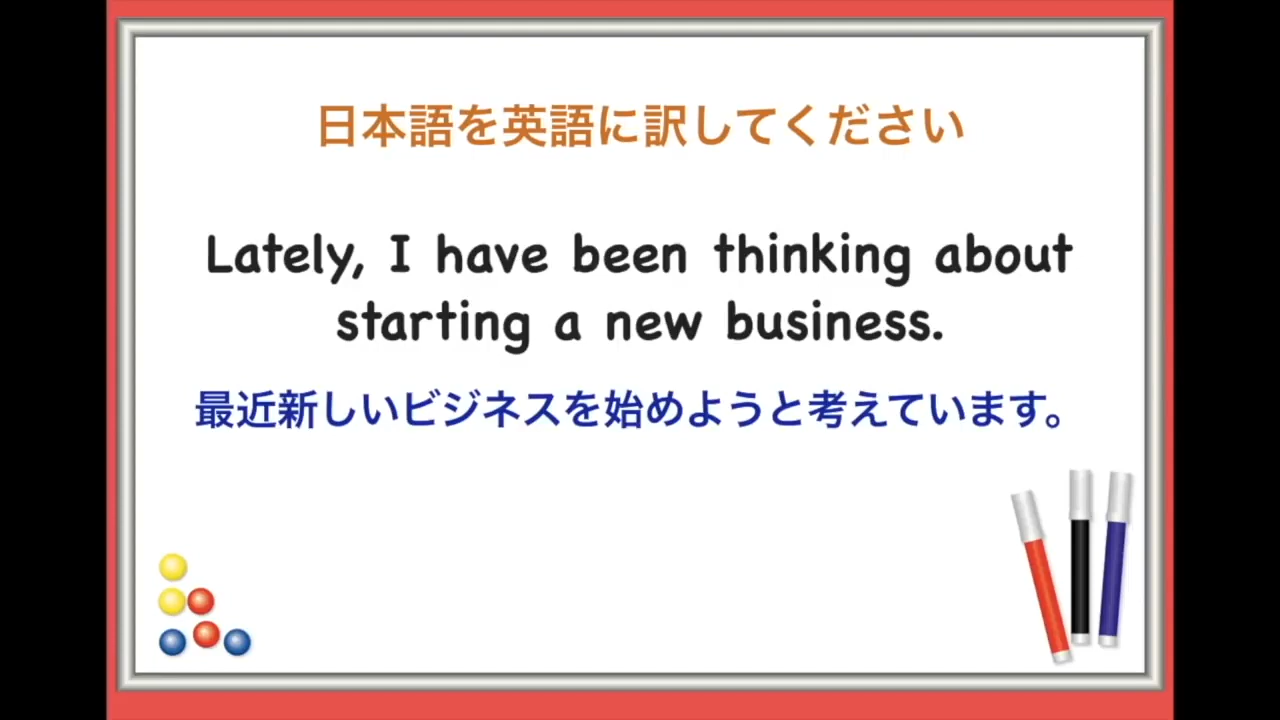 日本語を英語に訳してください
Lately, I have been thinking about
starting a new business.
最近新しいビジネスを始めようと考えています。